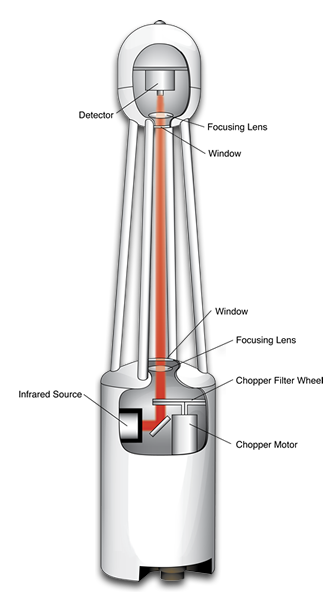 Detector
Focusing Lens
Window
Window
Focusing Lens
Chopper Filter Wheel
Infrared Source
Chopper Motor